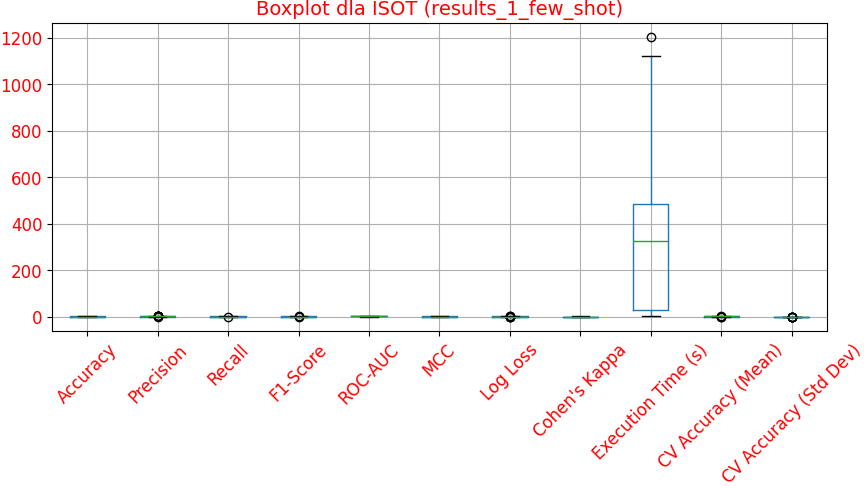 Boxplot dla ISOT (results_1_few_shot)
1200
1000
800
600
400
200
0
Accuracy
Precision
Recall
F1-Score
ROC-AUC
MCC
Log Loss
Cohen's Kappa
Execution Time (s)
CV Accuracy (Mean)
CV Accuracy (Std Dev)